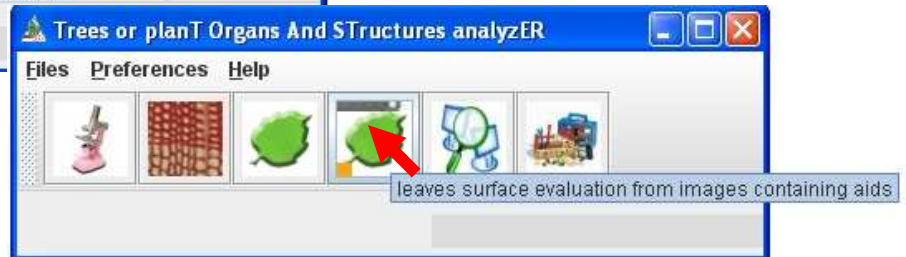 Trees or planT Organs And STructures analyzER
Files Preferences Help
leaves surface evaluation from images containing aids